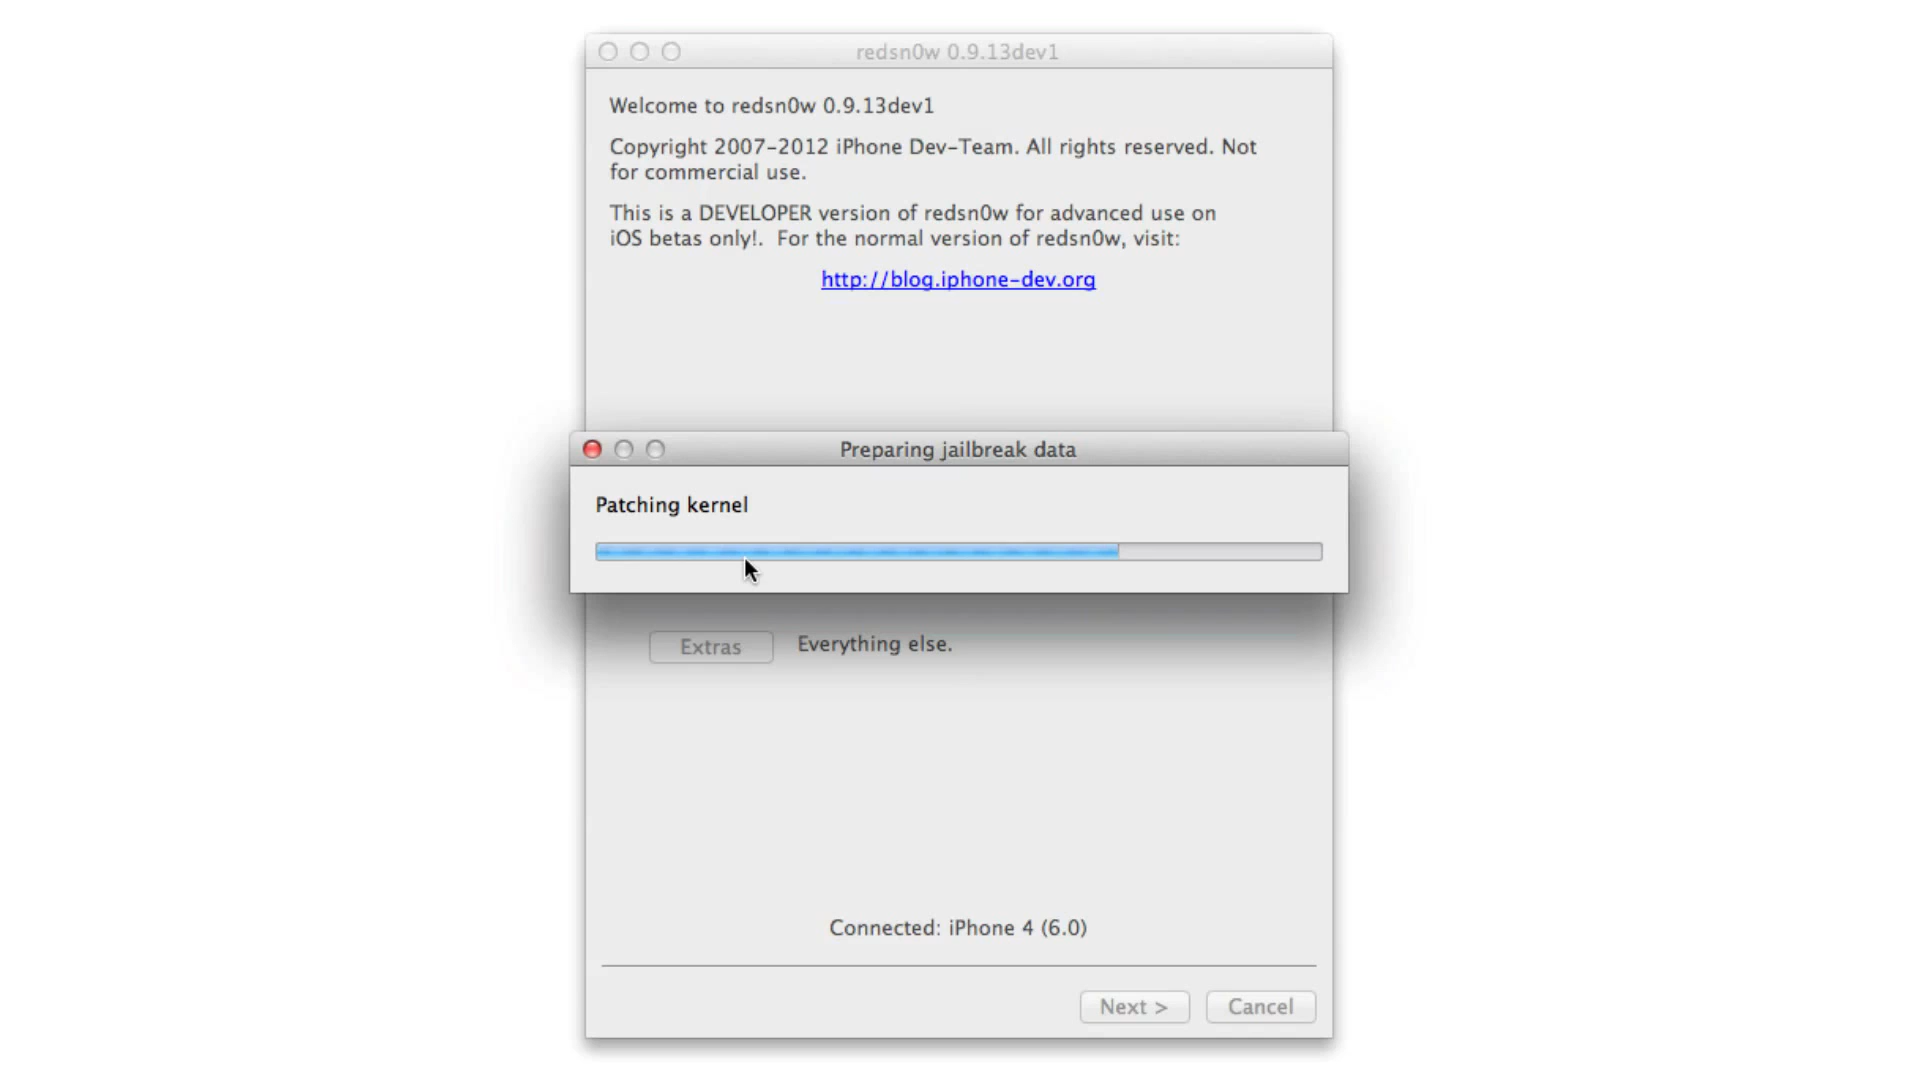 redsn0w 0.9.13dev1
Welcome to redsn0w 0.9.13dev1
Copyright 2007-2012 iPhone Dev-Team. All rights reserved. Not
for commercial use.
This is a DEVELOPER version of redsn0w for advanced use on
iOS betas only!.  For the normal version of redsn0w, visit:
http://blog.iphone-dev.org
Preparing jailbreak data
Patching kernel
Extras Everything else.
Connected: iPhone 4 (6.0)
Next > Cancel